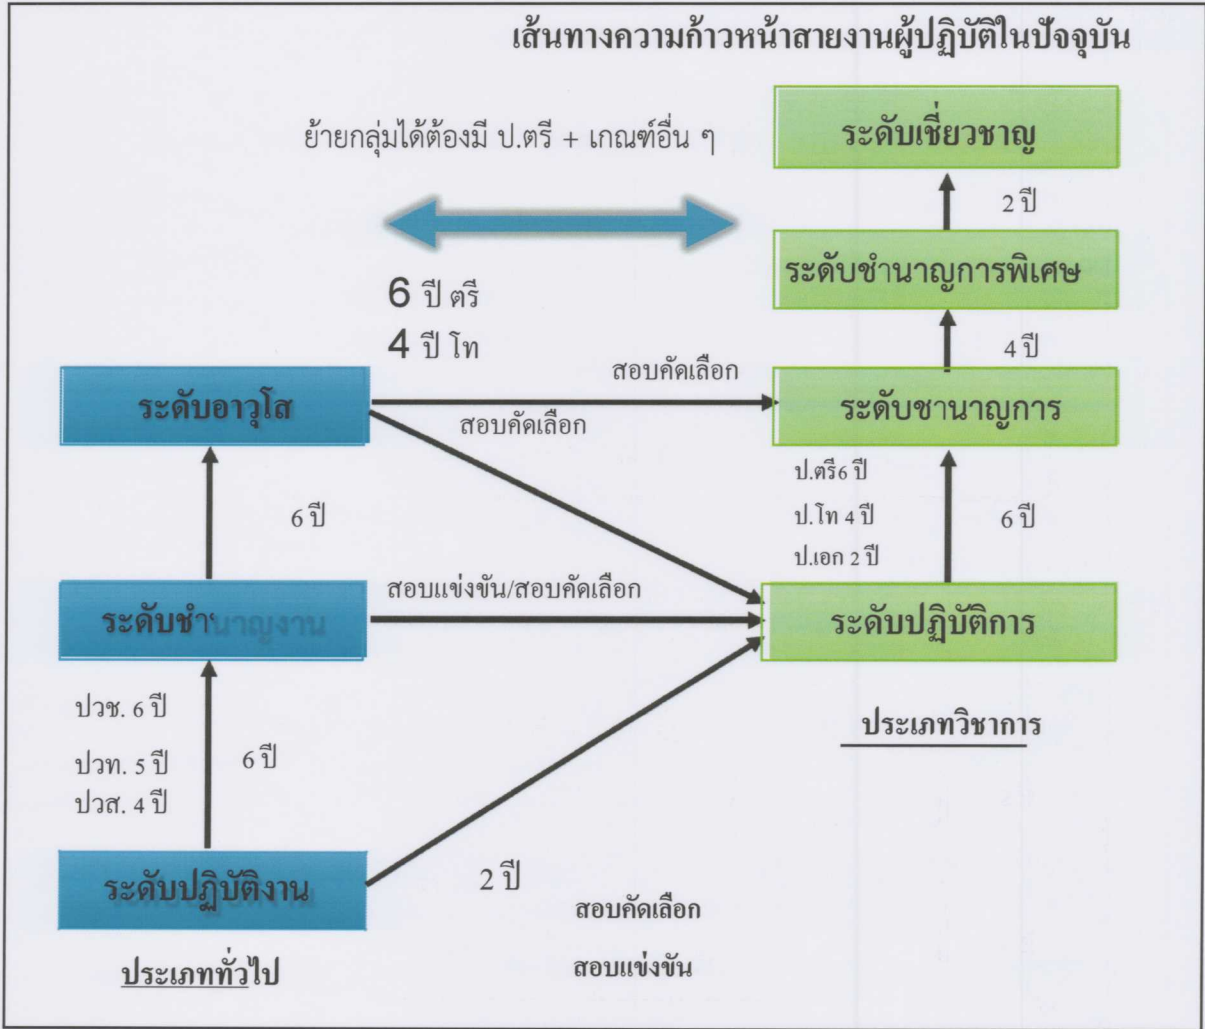 เส้นทางความก้าวหน้าสายงานผู้ปฏิบัติในปัจจุบัน
ระดับเชี่ยวชาญ
ย้ายกลุ่มได้ต้องมี ป.ตรี + เกณฑ์อื่น ๆ
2 ปี
ระดับชำนาญการพิเศษ
6 ปี ตรี
4 ปี โท
4 ปี
สอบคัดเลือก
ระดับอาวุโส
ระดับชานาญการ
สอบคัดเลือก
ป.ตรี6 ปี
6 ปี
ป.โท 4 ปี
6 ปี
ป.เอก 2 ปี
สอบแข่งขัน/สอบคัดเลือก
ระดับชำนาญงาน
ระดับปฏิบัติการ
ปวช. 6 ปี
ประเภทวิชาการ
ปวท. 5 ปี
6 ปี
ปวส. 4 ปี
ระดับปฏิบัติงาน
2 ปี
สอบคัดเลือก
ประเภททั่วไป
สอบแข่งขัน